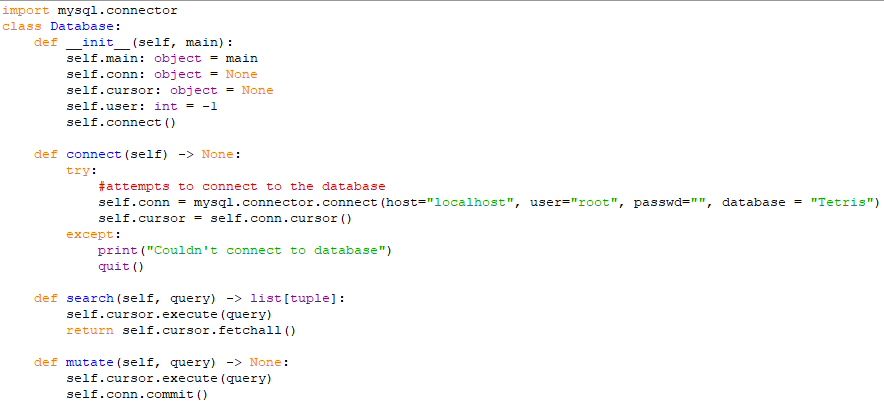 import mysql.connector
class Database:
    def __init__(self, main):
        self.main: object = main
        self.conn: object = None
        self.cursor: object = None
        self.user: int = -1
        self.connect()

    def connect(self) -> None:
        try:
            #attempts to connect to the database
            self.conn = mysql.connector.connect(host="localhost", user="root", passwd="", database = "Tetris")
            self.cursor = self.conn.cursor()
        except:
            print("Couldn't connect to database")
            quit()

    def search(self, query) -> list[tuple]:
        self.cursor.execute(query)
        return self.cursor.fetchall()

    def mutate(self, query) -> None:
        self.cursor.execute(query)
        self.conn.commit()